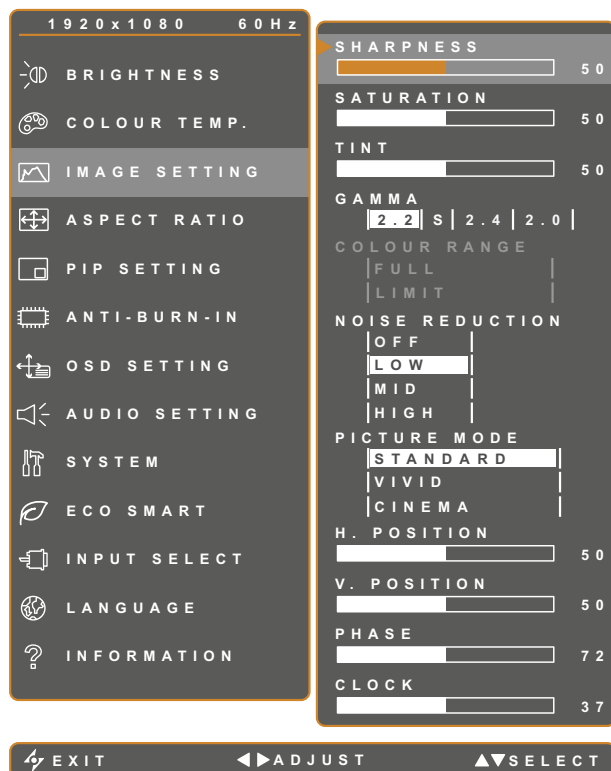 1920x1080 60Hz
BRIGHTNESS
COLOUR TEMP.
IMAGE SETTING
ASPECT RATIO
PIP SETTING
ANTI-BURN-IN
OSD SETTING
AUDIO SETTING
SYSTEM
ECO SMART
INPUT SELECT
LANGUAGE
INFORMATION
SHARPNESS
50
SATURATION
50
TINT
50
GAMMA
2.2 S 2.4 2.0
COLOUR RANGE
FULL
LIMIT
NOISE REDUCTION
OFF
LOW
MID
HIGH
PICTURE MODE
STANDARD
VIVID
CINEMA
H. POSITION
50
V. POSITION
50
PHASE
72
CLOCK
37
EXIT ADJUST SELECT